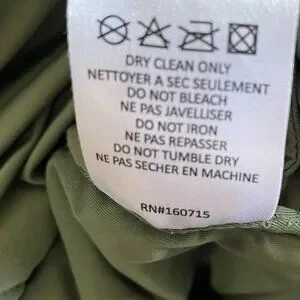 DRY CLEAN ONLY
NETTOYER A SEC SEULEMENT
DO NOT BLEACH
NE PAS JAVELLISER
DO NOT IRON
NE PAS REPASSER
DO NOT TUMBLE DRY
NE PAS SECHER EN MACHINE
RN#160715